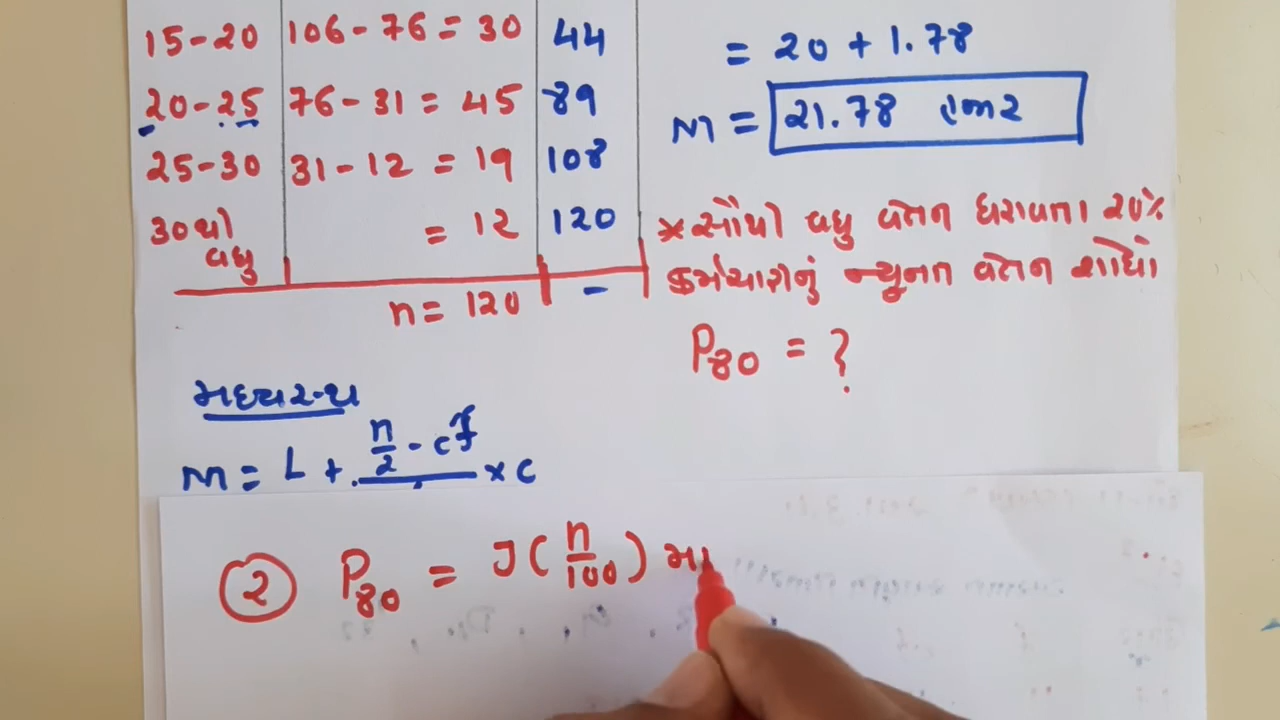 15-20 106-76 = 30 44
20-25 76-31 = 45 89
25-30 31-12 = 19 108
30થી વધુ = 12 120
n = 120 -
= 20 + 1.78
M = 21.78
*સૌથી વધુ વેતન ધરાવતા 20%
કર્મચારીનું ન્યૂનતમ વેતન શોધો
P80 = ?
મધ્યસ્થ
M = L + n/2 - cf × c
② P80 = J(n/100) મા